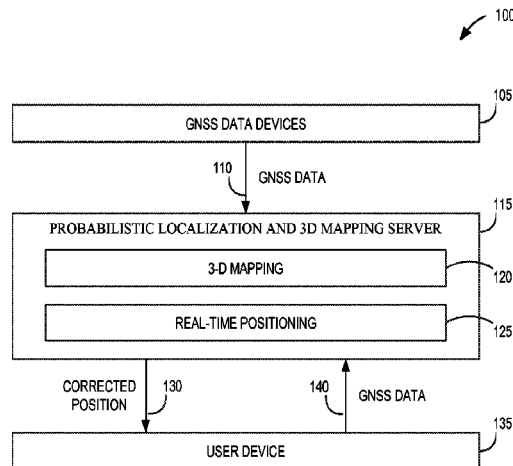 100
105
GNSS DATA DEVICES
110
GNSS DATA
115
PROBABILISTIC LOCALIZATION AND 3D MAPPING SERVER
3-D MAPPING
120
REAL-TIME POSITIONING
125
CORRECTED
POSITION
130
140
GNSS DATA
135
USER DEVICE